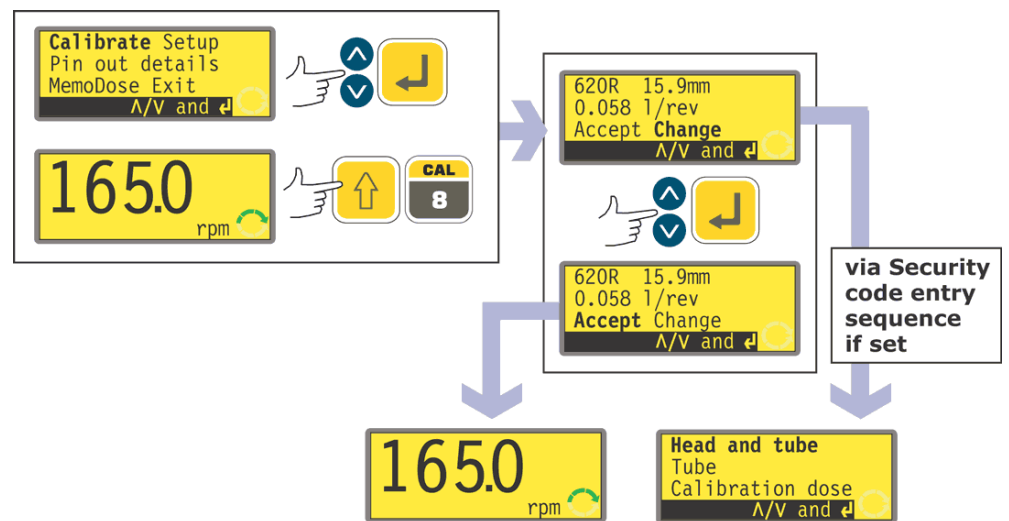 Calibrate Setup
Pin out details
MemoDose Exit
Λ/V and ↲
165.0
rpm
CAL
8
620R 15.9mm
0.058 l/rev
Accept Change
Λ/V and ↲
620R 15.9mm
0.058 l/rev
Accept Change
Λ/V and ↲
via Security
code entry
sequence
if set
165.0
rpm
Head and tube
Tube
Calibration dose
Λ/V and ↲